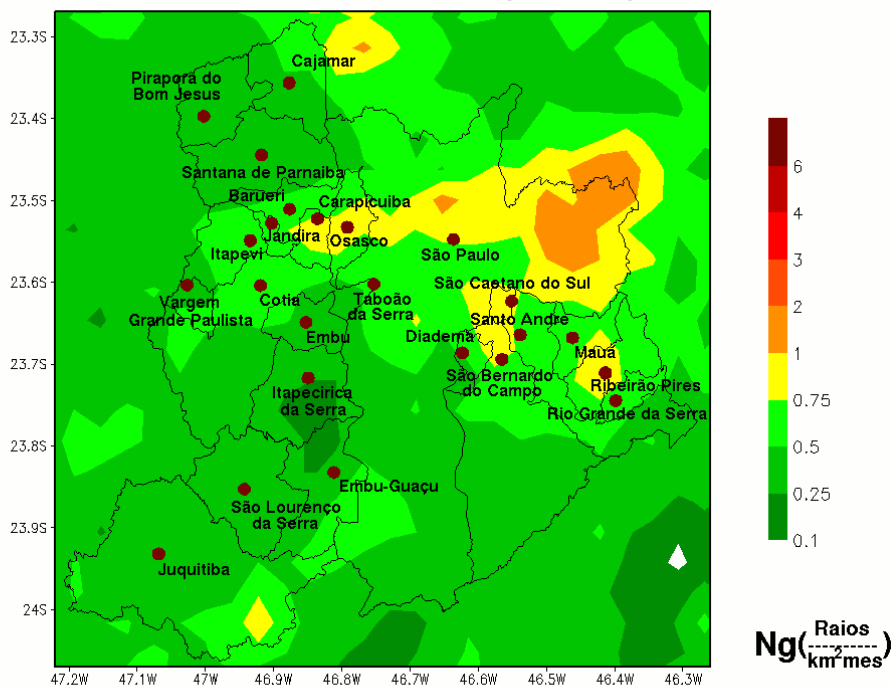 23.3S
Cajamar
Pirapora do
Bom Jesus
23.4S
Santana de Parnaiba
Barueri
Carapicuiba
23.5S
Jandira
Osasco
Itapevi
São Paulo
23.6S
São Caetano do Sul
Vargem
Grande Paulista
Cotia
Taboão
da Serra
Santo Andre
Embu
Diadema
Mauá
23.7S
São Bernardo
do Campo
Ribeirão Pires
Itapecirica
da Serra
Rio Grande da Serra
23.8S
Embu-Guaçu
São Lourenço
da Serra
23.9S
Juquitiba
24S
47.2W 47.1W 47W 46.9W 46.8W 46.7W 46.6W 46.5W 46.4W 46.3W
6
4
3
2
1
0.75
0.5
0.25
0.1
Ng(Raios
km²mes)